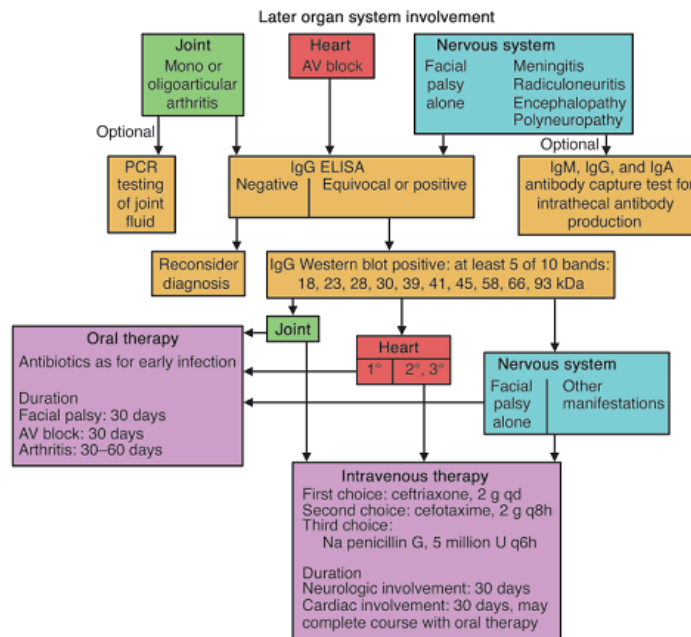 Later organ system involvement
Joint
Mono or
oligoarticular
arthritis
Heart
AV block
Nervous system
Facial
palsy
alone
Meningitis
Radiculoneuritis
Encephalopathy
Polyneuropathy
Optional
Optional
PCR
testing
of joint
fluid
IgG ELISA
Negative
Equivocal or positive
IgM, IgG, and IgA
antibody capture test for
intrathecal antibody
production
Reconsider
diagnosis
IgG Western blot positive: at least 5 of 10 bands:
18, 23, 28, 30, 39, 41, 45, 58, 66, 93 kDa
Joint
Heart
1°
2°, 3°
Nervous system
Facial
palsy
alone
Other
manifestations
Oral therapy
Antibiotics as for early infection
Duration
Facial palsy: 30 days
AV block: 30 days
Arthritis: 30–60 days
Intravenous therapy
First choice: ceftriaxone, 2 g qd
Second choice: cefotaxime, 2 g q8h
Third choice:
Na penicillin G, 5 million U q6h
Duration
Neurologic involvement: 30 days
Cardiac involvement: 30 days, may
complete course with oral therapy